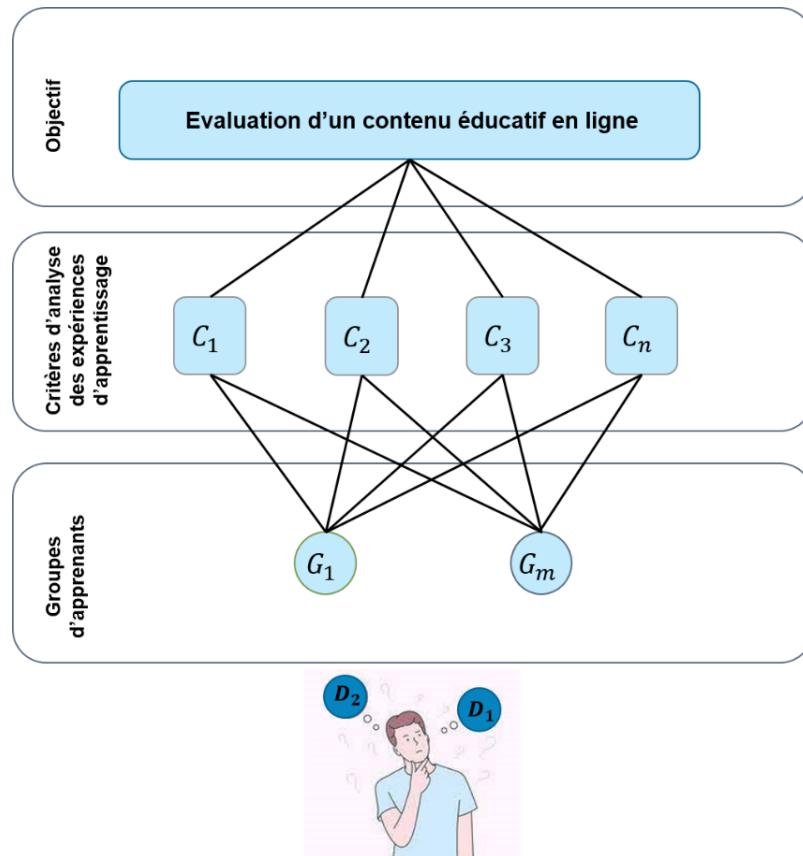 Objectif
Evaluation d'un contenu éducatif en ligne
Critères d'analyse
des expériences
d'apprentissage
C₁
C₂
C₃
Cₙ
Groupes
d'apprenants
G₁
Gₘ
D₂
D₁